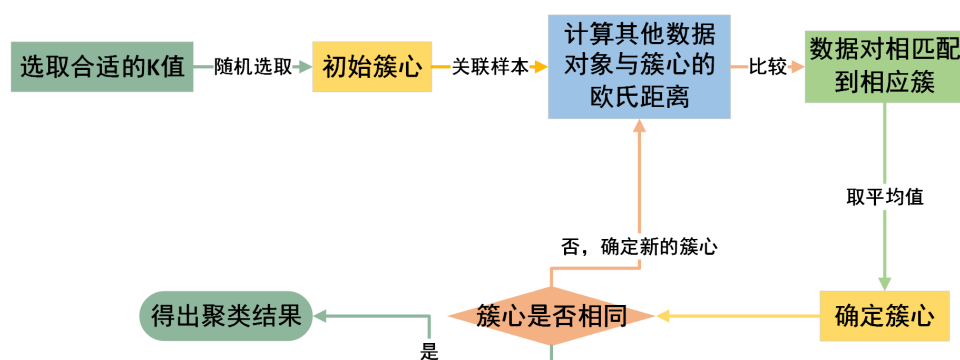 选取合适的K值
随机选取
初始簇心
关联样本
计算其他数据
对象与簇心的
欧氏距离
比较
数据对相匹配
到相应簇
取平均值
确定簇心
簇心是否相同
否，确定新的簇心
是
得出聚类结果